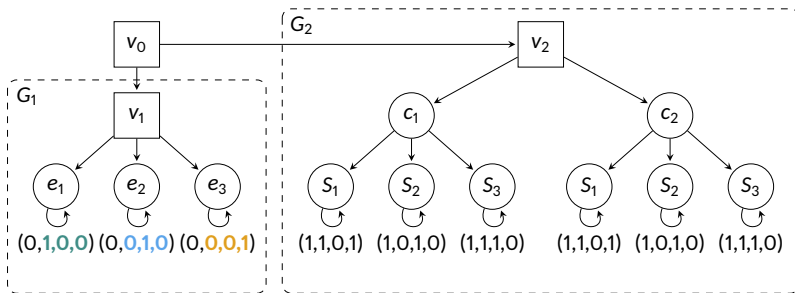 v₀ G₂ v₂
G₁ v₁ c₁ c₂
e₁ e₂ e₃ S₁ S₂ S₃ S₁ S₂ S₃
(0,1,0,0) (0,0,1,0) (0,0,0,1) (1,1,0,1) (1,0,1,0) (1,1,1,0) (1,1,0,1) (1,0,1,0) (1,1,1,0)